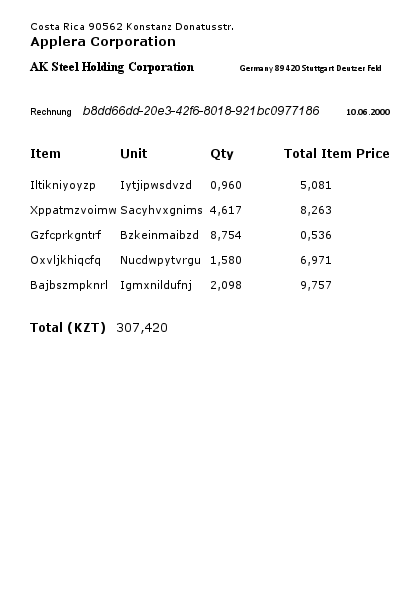 Costa Rica 90562 Konstanz Donatusstr.
Applera Corporation
AK Steel Holding Corporation Germany 89420 Stuttgart Deutzer Feld
Rechnung b8dd66dd-20e3-42f6-8018-921bc0977186 10.06.2000
Item Unit Qty Total Item Price
Iltikniyoyzp Iytjipwsdvzd 0,960 5,081
Xppatmzvoimw Sacyhvxgnims 4,617 8,263
Gzfcprkgntrf Bzkeinmaibzd 8,754 0,536
Oxvljkhiqcfq Nucdwpytvrgu 1,580 6,971
Bajbszmpknrl Igmxnildufnj 2,098 9,757
Total (KZT) 307,420